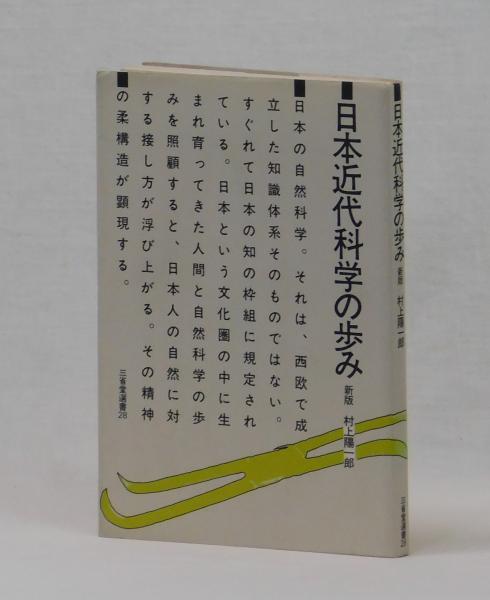 日本近代科学の歩み
新版 村上陽一郎
日本の自然科学。それは、西欧で成
立した知識体系そのものではない。
すぐれて日本の知の枠組に規定され
ている。日本という文化圏の中に生
まれ育ってきた人間と自然科学の歩
みを照顧すると、日本人の自然に対
する接し方が浮び上がる。その精神
の柔構造が顕現する。
三省堂選書28
日本近代科学の歩み
新版
村上陽一郎
三省堂選書28